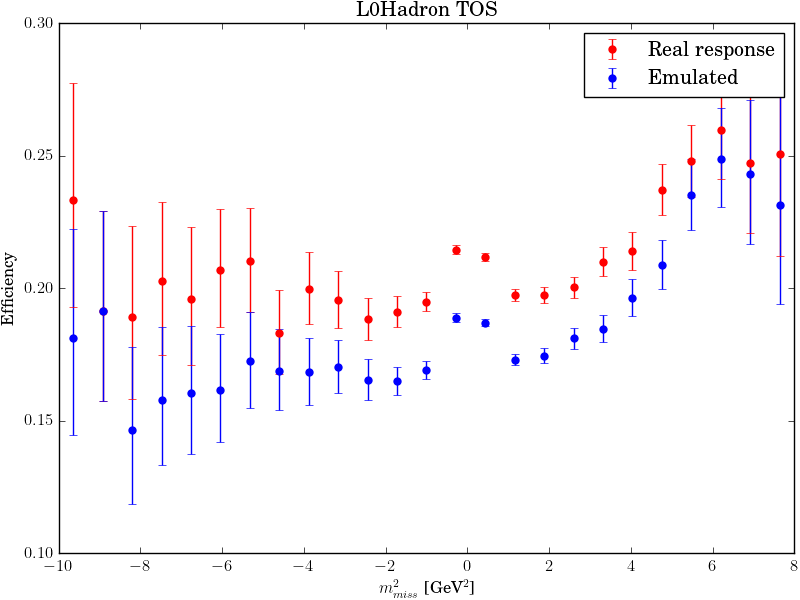 L0Hadron TOS
Real response
Emulated
Efficiency
0.30
0.25
0.20
0.15
0.10
−10 −8 −6 −4 −2 0 2 4 6 8
m²miss [GeV²]